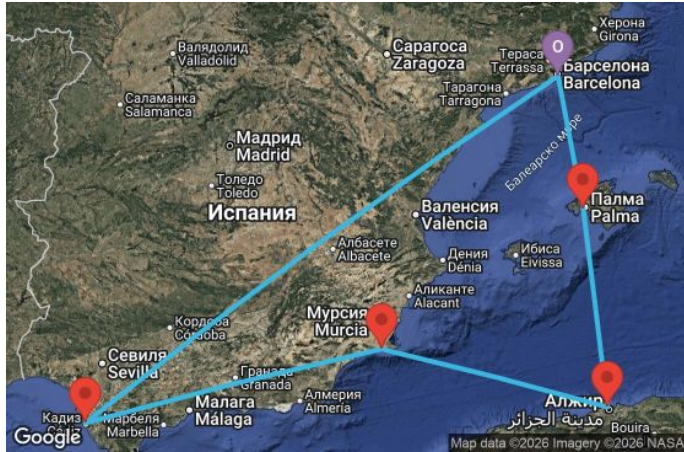 Херона
Girona
Валядолид
Valladolid
Сарагоса
Zaragoza
Тераса
Terrassa
О
Барселона
Barcelona
Тарагона
Tarragona
Саламанка
Salamanca
Мадрид
Madrid
Балеарско море
Толедо
Toledo
Палма
Palma
Испания
Валенсия
València
Албасете
Albacete
Ибиса
Eivissa
Дения
Dénia
Аликанте
Alacant
Мурсия
Múrcia
Кордова
Córdoba
Севиля
Sevilla
Гранада
Granada
Алмерия
Almería
Алжир
مدينة الجزائر
Малага
Málaga
Марбеля
Marbella
Кадиз
Bouira
Google
Map data ©2026 Imagery ©2026 NASA